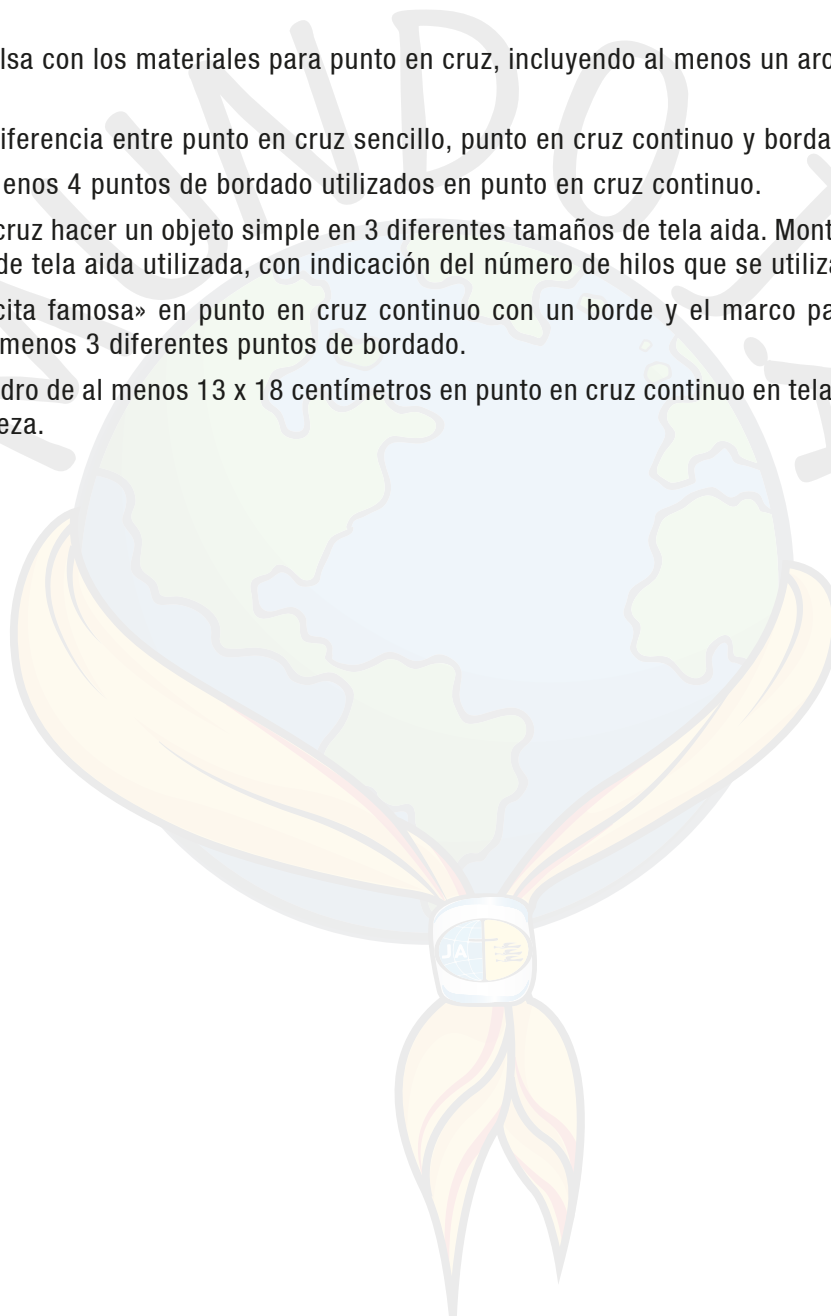 MUNDO J
A
lsa con los materiales para punto en cruz, incluyendo al menos un aro
iferencia entre punto en cruz sencillo, punto en cruz continuo y borda
enos 4 puntos de bordado utilizados en punto en cruz continuo.
cruz hacer un objeto simple en 3 diferentes tamaños de tela aida. Mont
de tela aida utilizada, con indicación del número de hilos que se utiliza
cita famosa» en punto en cruz continuo con un borde y el marco pa
menos 3 diferentes puntos de bordado.
dro de al menos 13 x 18 centímetros en punto en cruz continuo en tela
eza.
JA